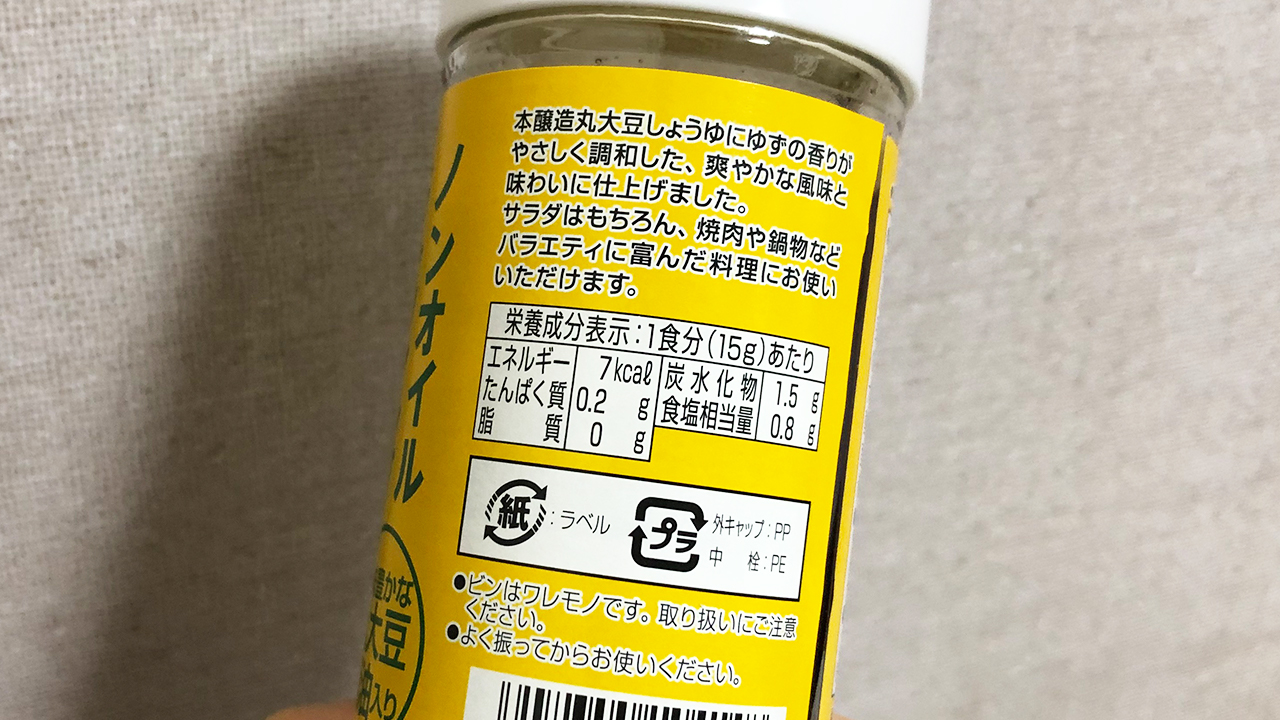 本醸造丸大豆しょうゆにゆずの香りが
やさしく調和した、爽やかな風味と
味わいに仕上げました。
サラダはもちろん、焼肉や鍋物など
バラエティに富んだ料理にお使い
いただけます。
栄養成分表示:1食分(15g)あたり
エネルギー 7kcal 炭水化物 1.5g
たんぱく質 0.2g 食塩相当量 0.8g
脂質 0g
紙:ラベル
プラ 外キャップ:PP
中栓:PE
●ビンはワレモノです。取り扱いにご注意
ください。
●よく振ってからお使いください。
ノンオイル
豊かな
大豆
油入り